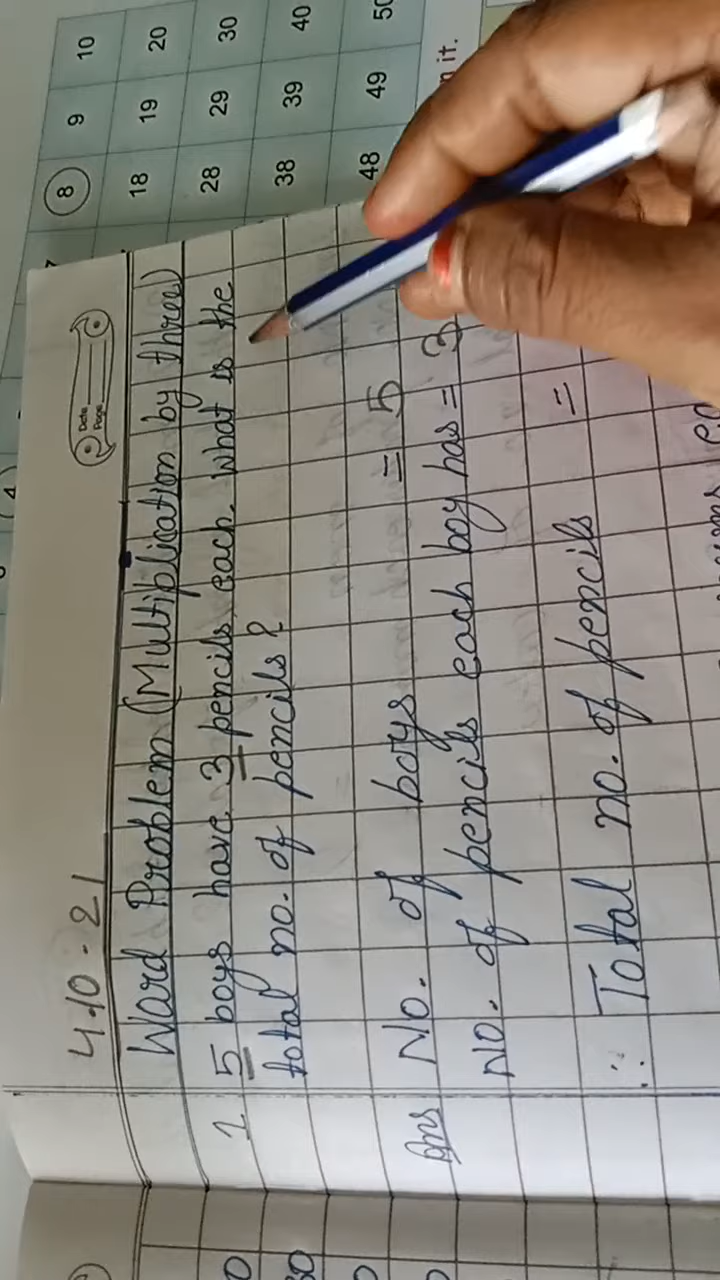 4-10-21
Date
Page
Word Problem (Multiplication by three)
1 5 boys have 3 pencils each. What is the
total no. of pencils?
Ans No. of boys = 5
No. of pencils each boy has = 3
∴ Total no. of pencils =
4
8 9 10
18 19 20
28 29 30
38 39 40
48 49 50
it.